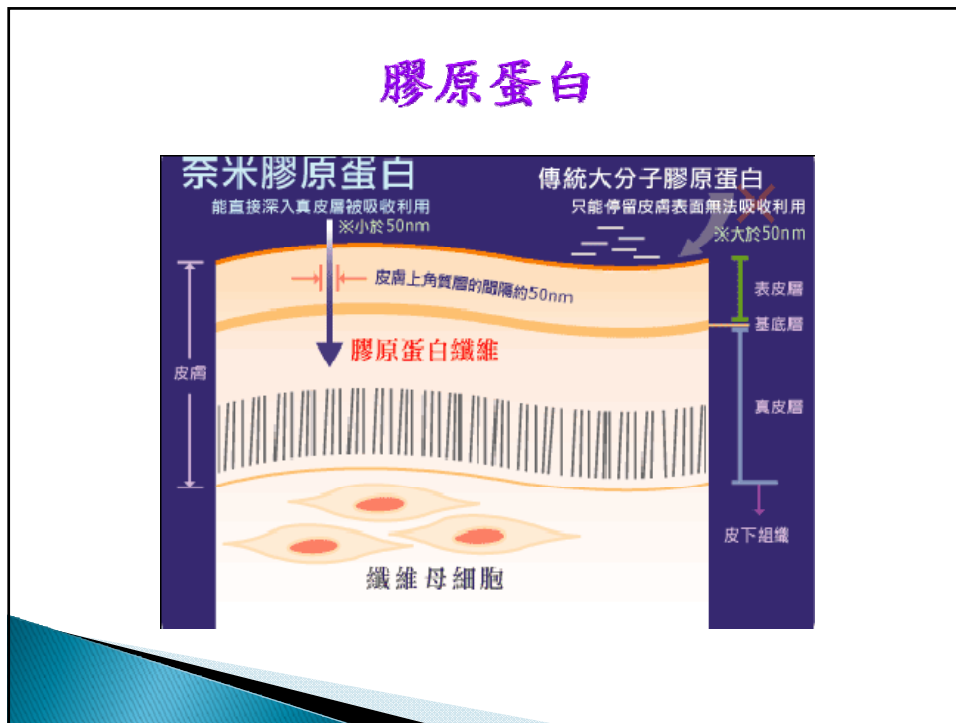 膠原蛋白
奈米膠原蛋白
能直接深入真皮層被吸收利用
※小於50nm
傳統大分子膠原蛋白
只能停留皮膚表面無法吸收利用
※大於50nm
皮膚上角質層的間隔約50nm
表皮層
基底層
膠原蛋白纖維
皮膚
真皮層
皮下組織
纖維母細胞